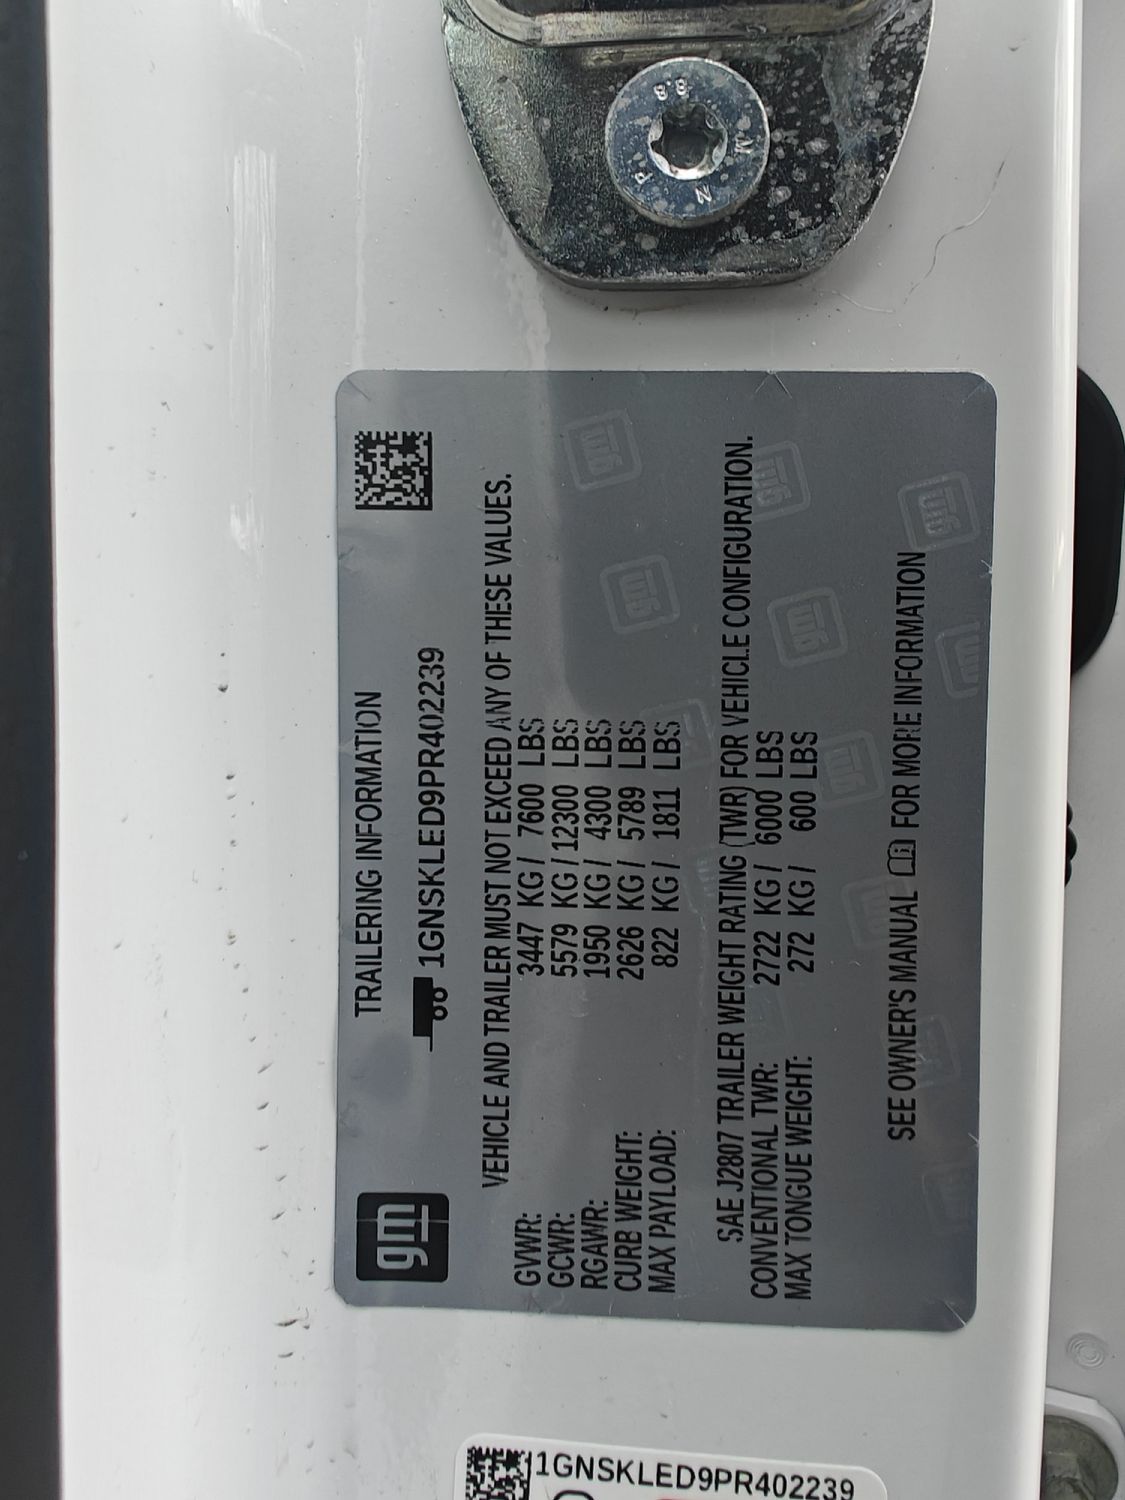 8.8
M
P
N
gm
TRAILERING INFORMATION
1GNSKLED9PR402239
VEHICLE AND TRAILER MUST NOT EXCEED ANY OF THESE VALUES.
GVWR: 3447 KG / 7600 LBS
GCWR: 5579 KG / 12300 LBS
RGAWR: 1950 KG / 4300 LBS
CURB WEIGHT: 2626 KG / 5789 LBS
MAX PAYLOAD: 822 KG / 1811 LBS
SAE J2807 TRAILER WEIGHT RATING (TWR) FOR VEHICLE CONFIGURATION.
CONVENTIONAL TWR: 2722 KG / 6000 LBS
MAX TONGUE WEIGHT: 272 KG / 600 LBS
SEE OWNER'S MANUAL FOR MORE INFORMATION
1GNSKLED9PR402239